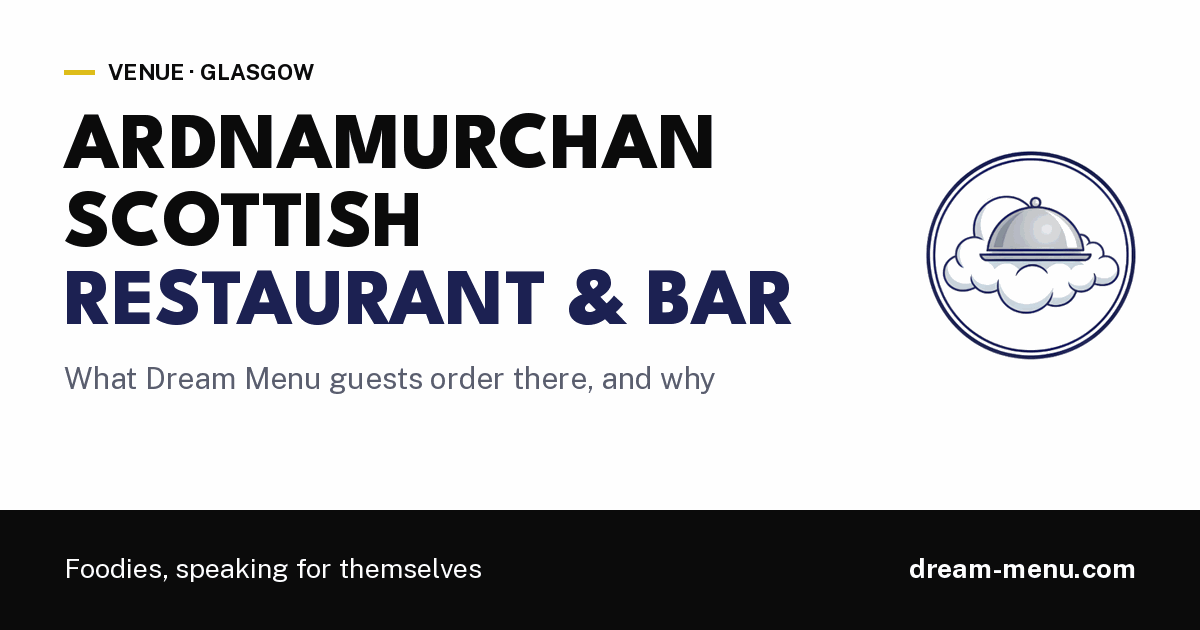 VENUE · GLASGOW
ARDNAMURCHAN
SCOTTISH
RESTAURANT & BAR
What Dream Menu guests order there, and why
Foodies, speaking for themselves
dream-menu.com